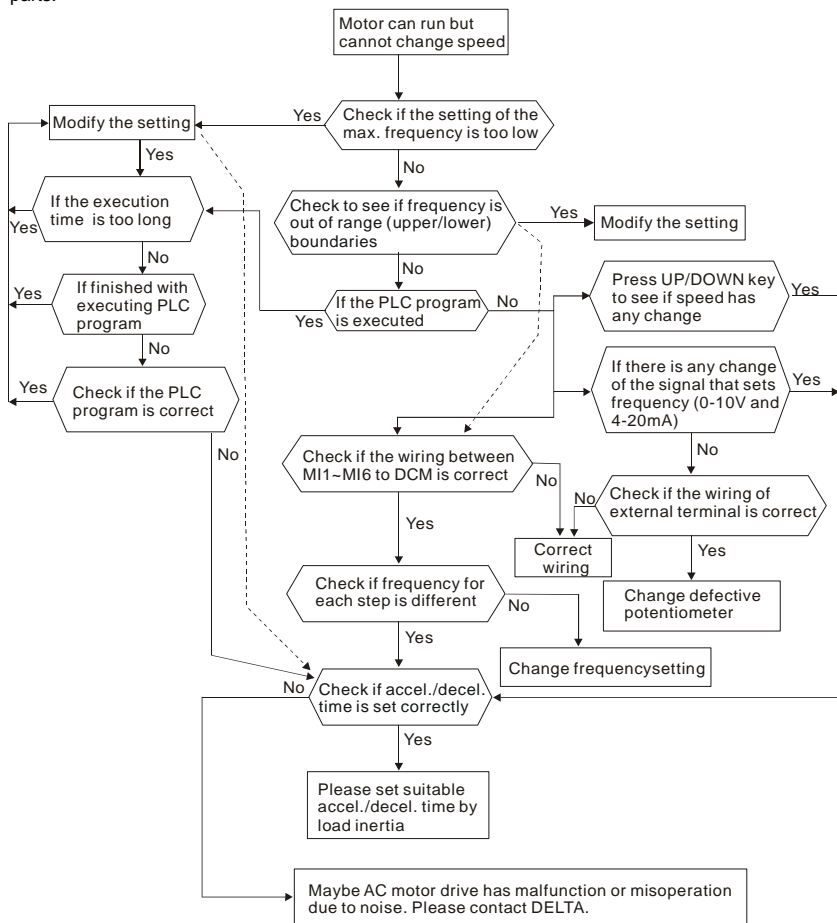 parts.
Motor can run but
cannot change speed
Yes
Check if the setting of the
max. frequency is too low
Modify the setting
Yes
No
If the execution
time is too long
Yes
Check to see if frequency is
out of range (upper/lower)
boundaries
Yes
Modify the setting
No
No
If finished with
executing PLC
program
Yes
If the PLC program
is executed
Yes
No
Press UP/DOWN key
to see if speed has
any change
Yes
No
Check if the PLC
program is correct
Yes
No
If there is any change
of the signal that sets
frequency (0-10V and
4-20mA)
Yes
No
Check if the wiring between
MI1~MI6 to DCM is correct
No
Yes
Check if the wiring of
external terminal is correct
No
Yes
Correct
wiring
Change defective
potentiometer
Check if frequency for
each step is different
No
Yes
Change frequencysetting
Check if accel./decel.
time is set correctly
No
Yes
Please set suitable
accel./decel. time by
load inertia
Maybe AC motor drive has malfunction or misoperation
due to noise. Please contact DELTA.